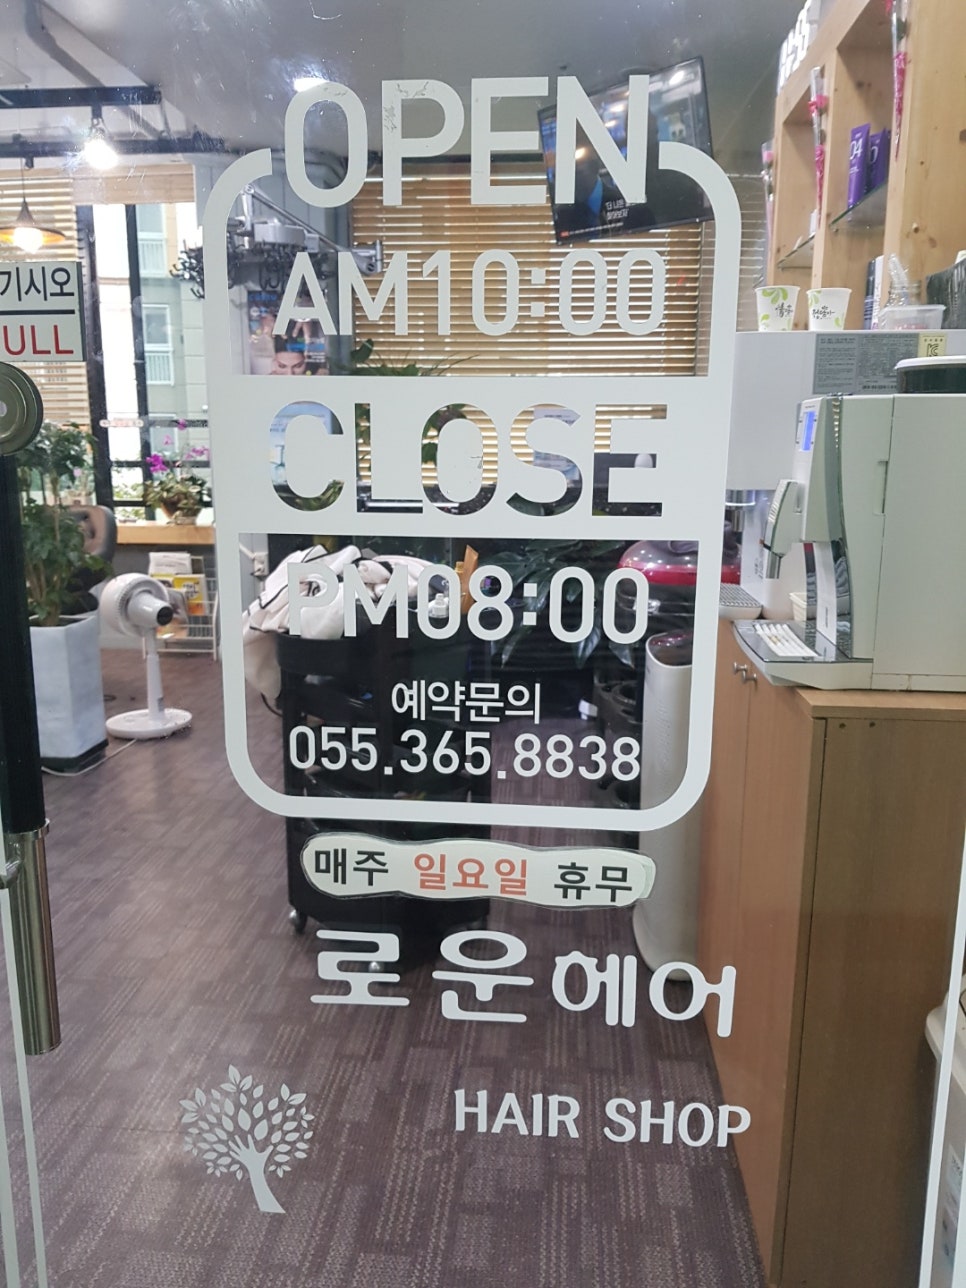 OPEN
AM10:00
CLOSE
PM08:00
예약문의
055.365.8838
매주 일요일 휴무
로운헤어
HAIR SHOP
기시오
ULL
04